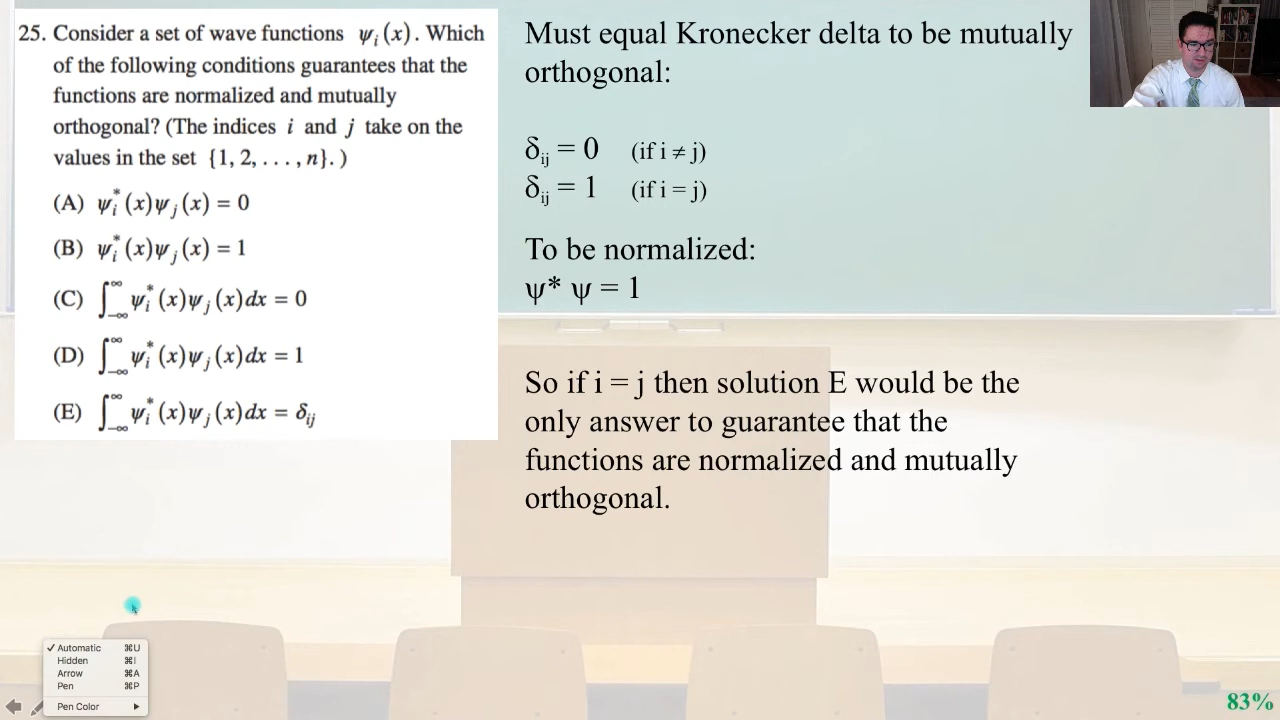 25. Consider a set of wave functions ψᵢ(x). Which
of the following conditions guarantees that the
functions are normalized and mutually
orthogonal? (The indices i and j take on the
values in the set {1, 2, . . . , n}.)
(A) ψᵢ*(x)ψⱼ(x) = 0
(B) ψᵢ*(x)ψⱼ(x) = 1
(C) ∫_{-∞}^{∞} ψᵢ*(x)ψⱼ(x)dx = 0
(D) ∫_{-∞}^{∞} ψᵢ*(x)ψⱼ(x)dx = 1
(E) ∫_{-∞}^{∞} ψᵢ*(x)ψⱼ(x)dx = δᵢⱼ
Must equal Kronecker delta to be mutually
orthogonal:
δᵢⱼ = 0 (if i ≠ j)
δᵢⱼ = 1 (if i = j)
To be normalized:
ψ* ψ = 1
So if i = j then solution E would be the
only answer to guarantee that the
functions are normalized and mutually
orthogonal.
✓ Automatic ⌘U
Hidden ⌘I
Arrow ⌘A
Pen ⌘P
Pen Color ▶
83%